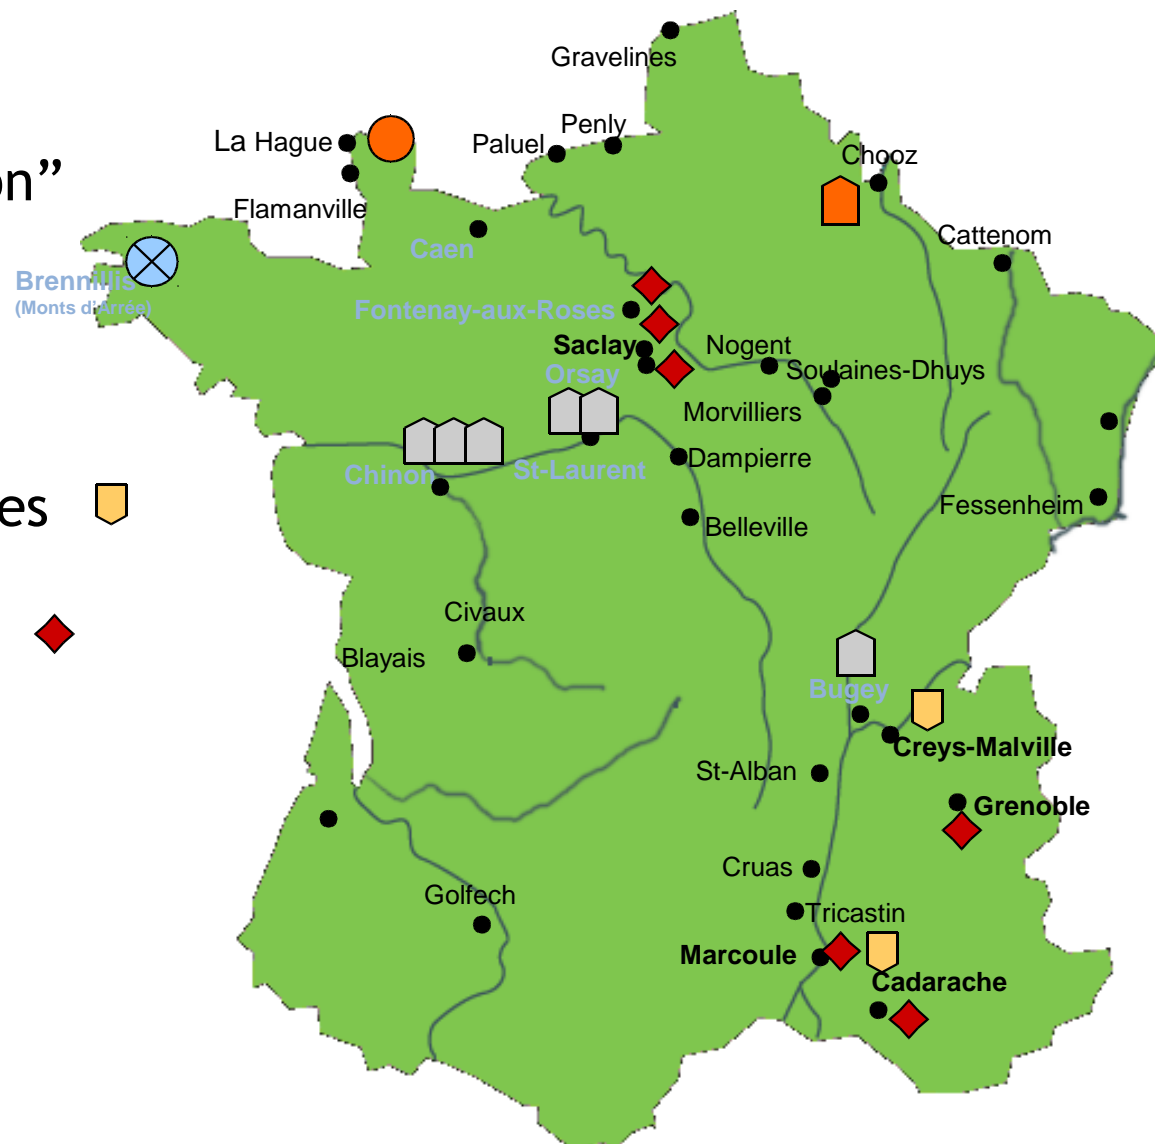 Gravelines
La Hague
Penly
Paluel
on”
Chooz
Flamanville
Caen
Cattenom
Brennillis
(Monts d'Arrée)
Fontenay-aux-Roses
Saclay
Nogent
Orsay
Soulaines-Dhuys
Morvilliers
Dampierre
St-Laurent
Chinon
es
Fessenheim
Belleville
Civaux
Blayais
Bugey
Creys-Malville
St-Alban
Grenoble
Cruas
Golfech
Tricastin
Marcoule
Cadarache